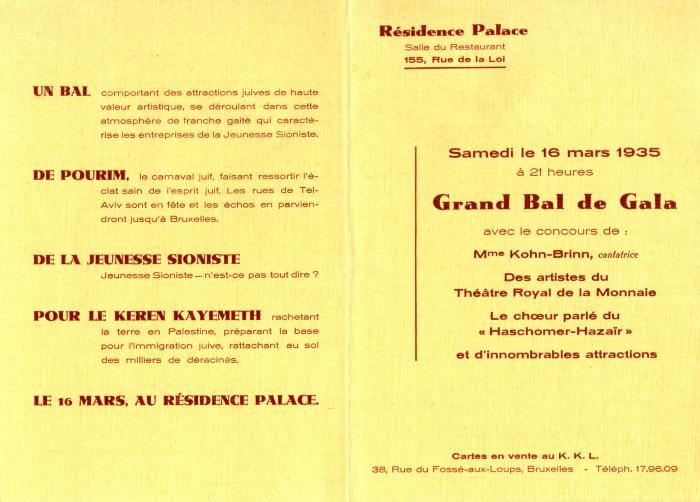 UN BAL comportant des attractions juives de haute
valeur artistique, se déroulant dans cette
atmosphère de franche gaîté qui caracté-
rise les entreprises de la Jeunesse Sioniste.
DE POURIM, le carnaval juif, faisant ressortir l'é-
clat sain de l'esprit juif. Les rues de Tel-
Aviv sont en fête et les échos en parvien-
dront jusqu'à Bruxelles.
DE LA JEUNESSE SIONISTE
Jeunesse Sioniste — n'est-ce pas tout dire ?
POUR LE KEREN KAYEMETH rachetant
la terre en Palestine, préparant la base
pour l'immigration juive, rattachant au sol
des milliers de déracinés.
LE 16 MARS, AU RÉSIDENCE PALACE.
Résidence Palace
Salle du Restaurant
155, Rue de la Loi
Samedi le 16 mars 1935
à 21 heures
Grand Bal de Gala
avec le concours de :
Mme Kohn-Brinn, cantatrice
Des artistes du
Théâtre Royal de la Monnaie
Le chœur parlé du
« Haschomer-Hazaïr »
et d'innombrables attractions
Cartes en vente au K. K. L.
38, Rue du Fossé-aux-Loups, Bruxelles - Téléph. 17.96.09